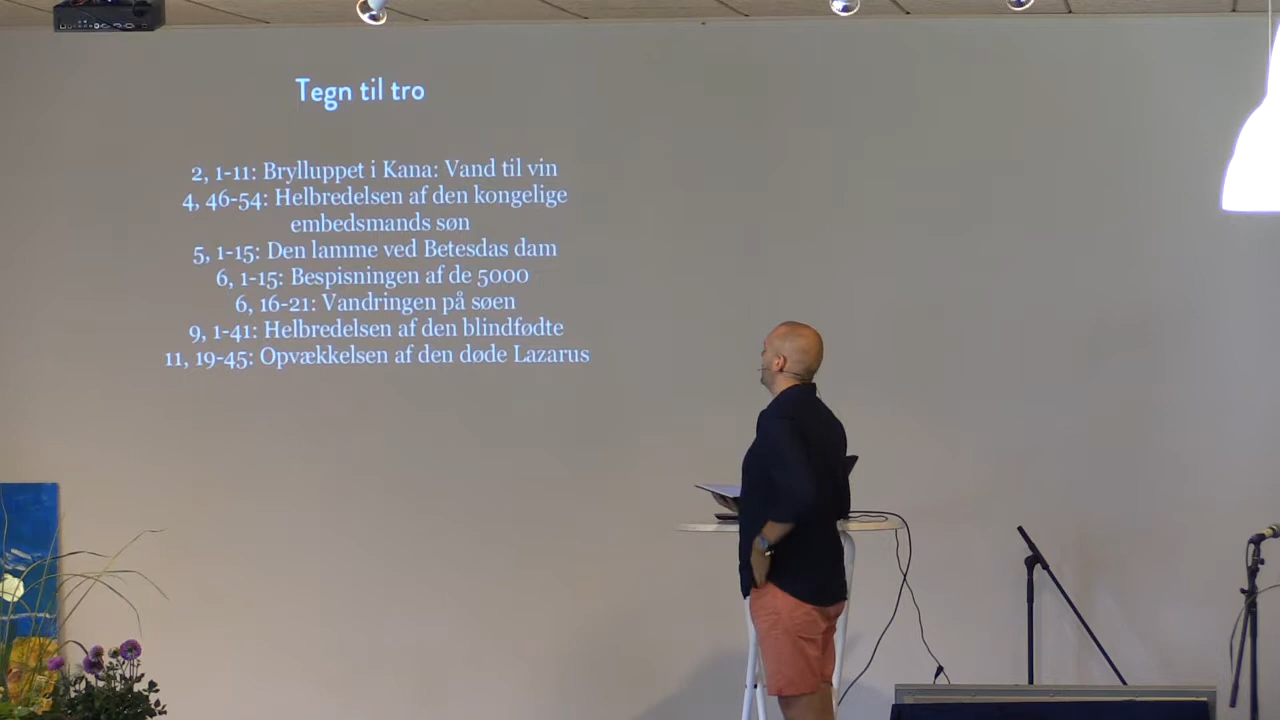 Tegn til tro
2, 1-11: Brylluppet i Kana: Vand til vin
4, 46-54: Helbredelsen af den kongelige
embedsmands søn
5, 1-15: Den lamme ved Betesdas dam
6, 1-15: Bespisningen af de 5000
6, 16-21: Vandringen på søen
9, 1-41: Helbredelsen af den blindfødte
11, 19-45: Opvækkelsen af den døde Lazarus